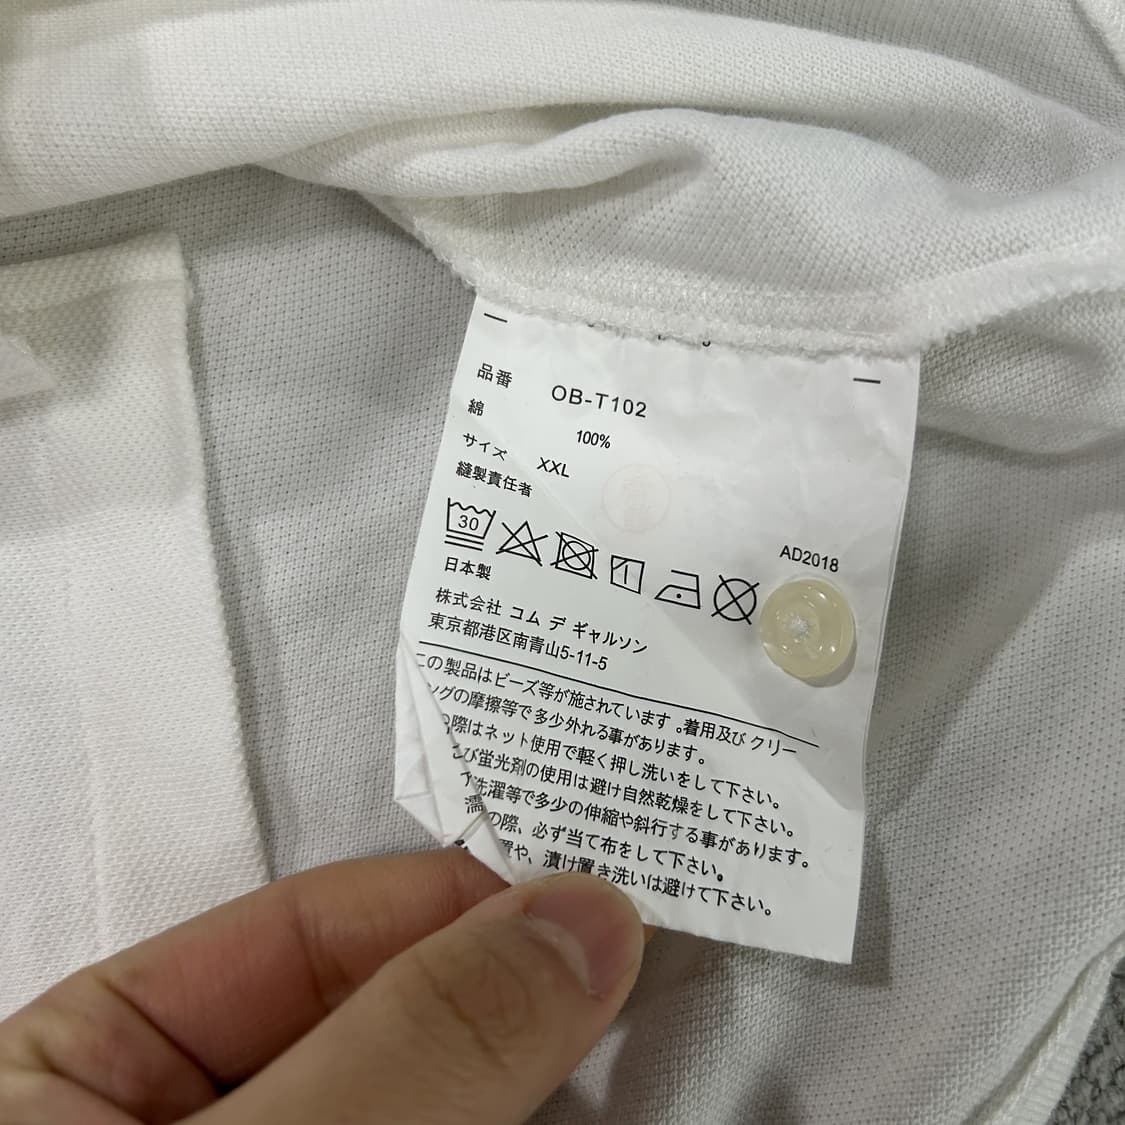 品番 OB-T102
綿 100%
サイズ XXL
縫製責任者
30
AD2018
日本製
株式会社 コム デ ギャルソン
東京都港区南青山5-11-5
この製品はビーズ等が施されています。着用及び クリー
ングの摩擦等で多少外れる事があります。
の際はネット使用で軽く押し洗いをして下さい。
び蛍光剤の使用は避け自然乾燥をして下さい。
洗濯等で多少の伸縮や斜行する事があります。
の際、必ず当て布をして下さい。
置や、漬け置き洗いは避けて下さい。